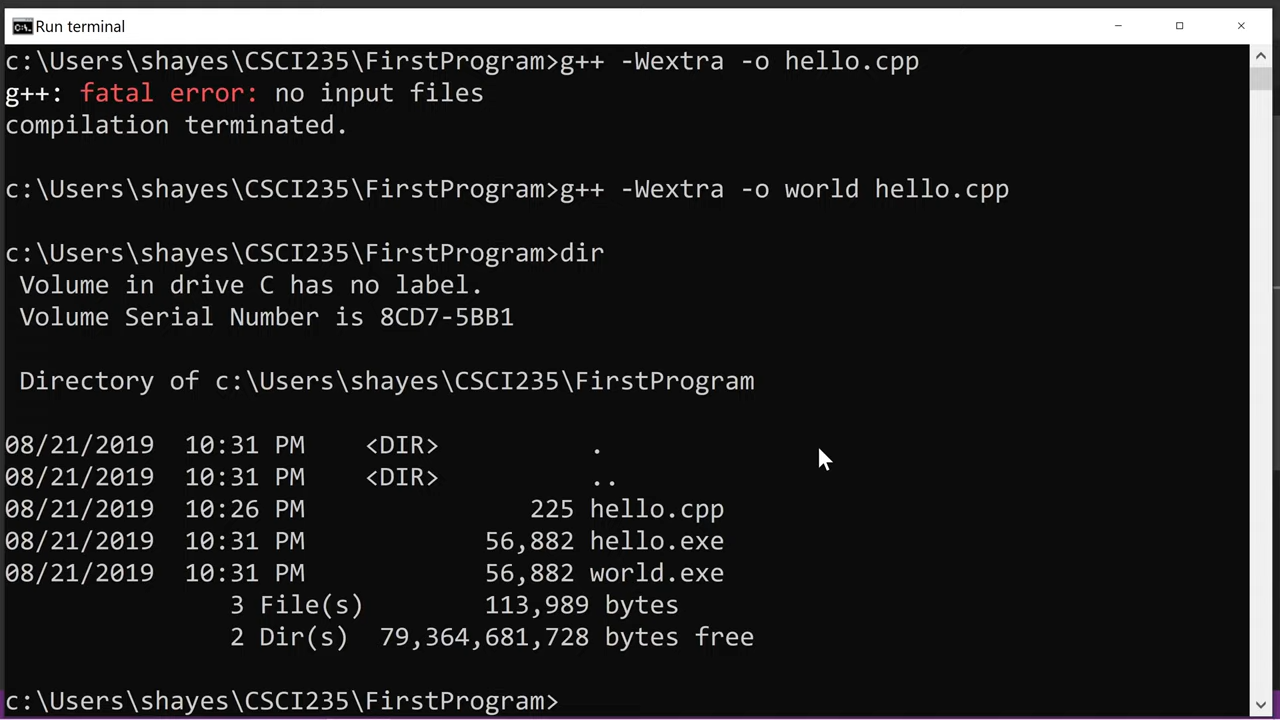 Run terminal
c:\Users\shayes\CSCI235\FirstProgram>g++ -Wextra -o hello.cpp
g++: fatal error: no input files
compilation terminated.
c:\Users\shayes\CSCI235\FirstProgram>g++ -Wextra -o world hello.cpp
c:\Users\shayes\CSCI235\FirstProgram>dir
Volume in drive C has no label.
Volume Serial Number is 8CD7-5BB1
Directory of c:\Users\shayes\CSCI235\FirstProgram
08/21/2019  10:31 PM    <DIR>          .
08/21/2019  10:31 PM    <DIR>          ..
08/21/2019  10:26 PM               225 hello.cpp
08/21/2019  10:31 PM            56,882 hello.exe
08/21/2019  10:31 PM            56,882 world.exe
3 File(s)        113,989 bytes
2 Dir(s)  79,364,681,728 bytes free
c:\Users\shayes\CSCI235\FirstProgram>